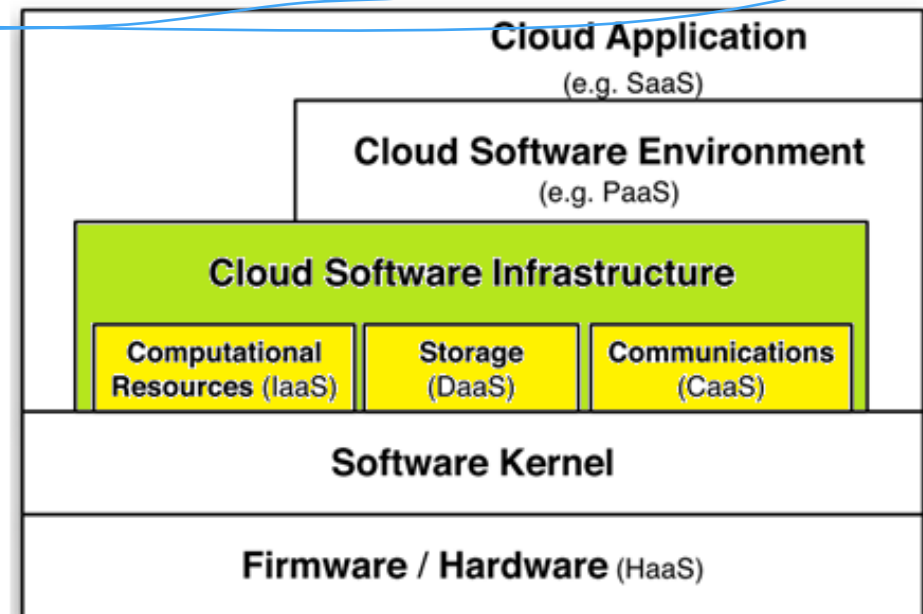 Cloud Application
(e.g. SaaS)
Cloud Software Environment
(e.g. PaaS)
Cloud Software Infrastructure
Computational
Resources (IaaS)
Storage
(DaaS)
Communications
(CaaS)
Software Kernel
Firmware / Hardware (HaaS)